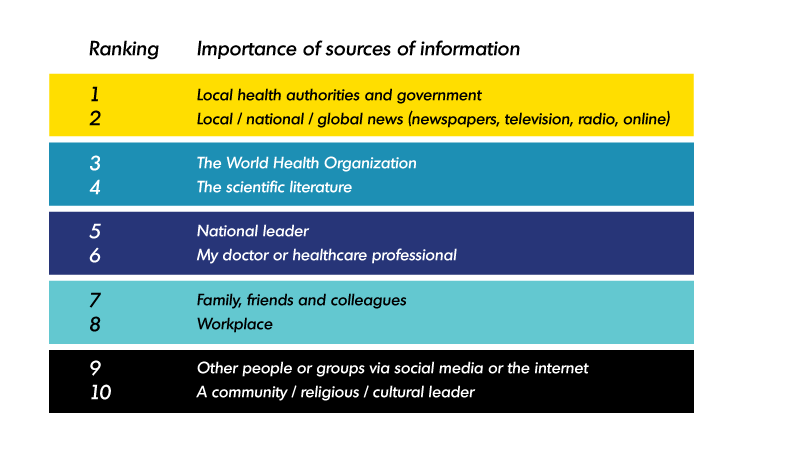 Ranking Importance of sources of information
1 Local health authorities and government
2 Local / national / global news (newspapers, television, radio, online)
3 The World Health Organization
4 The scientific literature
5 National leader
6 My doctor or healthcare professional
7 Family, friends and colleagues
8 Workplace
9 Other people or groups via social media or the internet
10 A community / religious / cultural leader